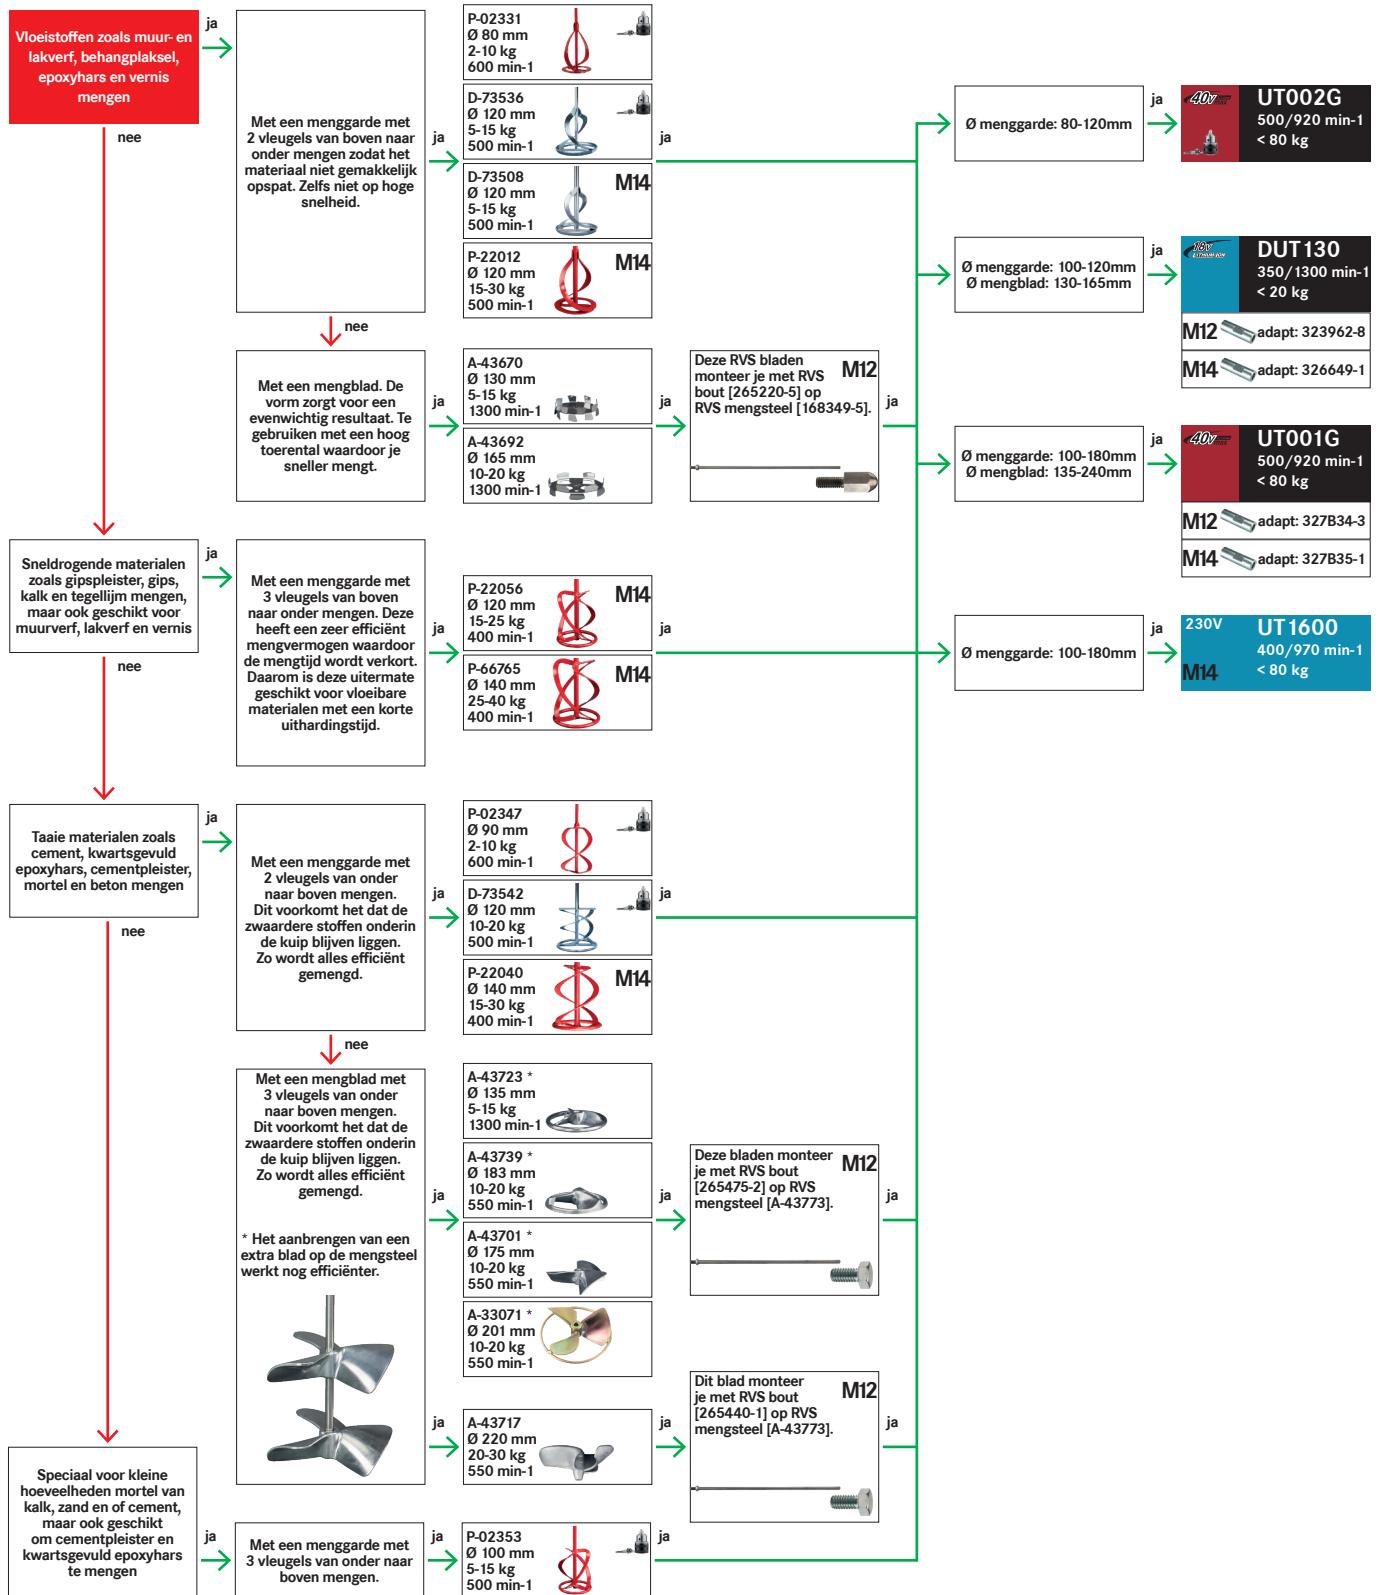 Vloeistoffen zoals muur- en
lakverf, behangplaksel,
epoxyhars en vernis
mengen
ja
nee
Met een menggarde met
2 vleugels van boven naar
onder mengen zodat het
materiaal niet gemakkelijk
opspat. Zelfs niet op hoge
snelheid.
ja
nee
P-02331
Ø 80 mm
2-10 kg
600 min-1
D-73536
Ø 120 mm
5-15 kg
500 min-1
D-73508
Ø 120 mm
5-15 kg
500 min-1
M14
P-22012
Ø 120 mm
15-30 kg
500 min-1
M14
ja
Met een mengblad. De
vorm zorgt voor een
evenwichtig resultaat. Te
gebruiken met een hoog
toerental waardoor je
sneller mengt.
ja
A-43670
Ø 130 mm
5-15 kg
1300 min-1
A-43692
Ø 165 mm
10-20 kg
1300 min-1
ja
Deze RVS bladen
monteer je met RVS
bout [265220-5] op
RVS mengsteel [168349-5].
M12
ja
Ø menggarde: 80-120mm
ja
40v max
UT002G
500/920 min-1
< 80 kg
Ø menggarde: 100-120mm
Ø mengblad: 130-165mm
ja
18v
LITHIUM-ION
DUT130
350/1300 min-1
< 20 kg
M12 adapt: 323962-8
M14 adapt: 326649-1
Ø menggarde: 100-180mm
Ø mengblad: 135-240mm
ja
40v max
UT001G
500/920 min-1
< 80 kg
M12 adapt: 327B34-3
M14 adapt: 327B35-1
Ø menggarde: 100-180mm
ja
230V
M14
UT1600
400/970 min-1
< 80 kg
Sneldrogende materialen
zoals gipspleister, gips,
kalk en tegellijm mengen,
maar ook geschikt voor
muurverf, lakverf en vernis
ja
nee
Met een menggarde met
3 vleugels van boven
naar onder mengen. Deze
heeft een zeer efficiënt
mengvermogen waardoor
de mengtijd wordt verkort.
Daarom is deze uitermate
geschikt voor vloeibare
materialen met een korte
uithardingstijd.
ja
P-22056
Ø 120 mm
15-25 kg
400 min-1
M14
P-66765
Ø 140 mm
25-40 kg
400 min-1
M14
ja
Taaie materialen zoals
cement, kwartsgevuld
epoxyhars, cementpleister,
mortel en beton mengen
ja
nee
Met een menggarde met
2 vleugels van onder
naar boven mengen.
Dit voorkomt het dat de
zwaardere stoffen onderin
de kuip blijven liggen.
Zo wordt alles efficiënt
gemengd.
ja
nee
P-02347
Ø 90 mm
2-10 kg
600 min-1
D-73542
Ø 120 mm
10-20 kg
500 min-1
P-22040
Ø 140 mm
15-30 kg
400 min-1
M14
ja
Met een mengblad met
3 vleugels van onder
naar boven mengen.
Dit voorkomt het dat de
zwaardere stoffen onderin
de kuip blijven liggen.
Zo wordt alles efficiënt
gemengd.
* Het aanbrengen van een
extra blad op de mengsteel
werkt nog efficiënter.
ja
A-43723 *
Ø 135 mm
5-15 kg
1300 min-1
A-43739 *
Ø 183 mm
10-20 kg
550 min-1
A-43701 *
Ø 175 mm
10-20 kg
550 min-1
A-33071 *
Ø 201 mm
10-20 kg
550 min-1
ja
Deze bladen monteer
je met RVS bout
[265475-2] op RVS
mengsteel [A-43773].
M12
ja
ja
A-43717
Ø 220 mm
20-30 kg
550 min-1
ja
Dit blad monteer
je met RVS bout
[265440-1] op RVS
mengsteel [A-43773].
M12
ja
Speciaal voor kleine
hoeveelheden mortel van
kalk, zand en of cement,
maar ook geschikt
om cementpleister en
kwartsgevuld epoxyhars
te mengen
ja
Met een menggarde met
3 vleugels van onder naar
boven mengen.
ja
P-02353
Ø 100 mm
5-15 kg
500 min-1
ja